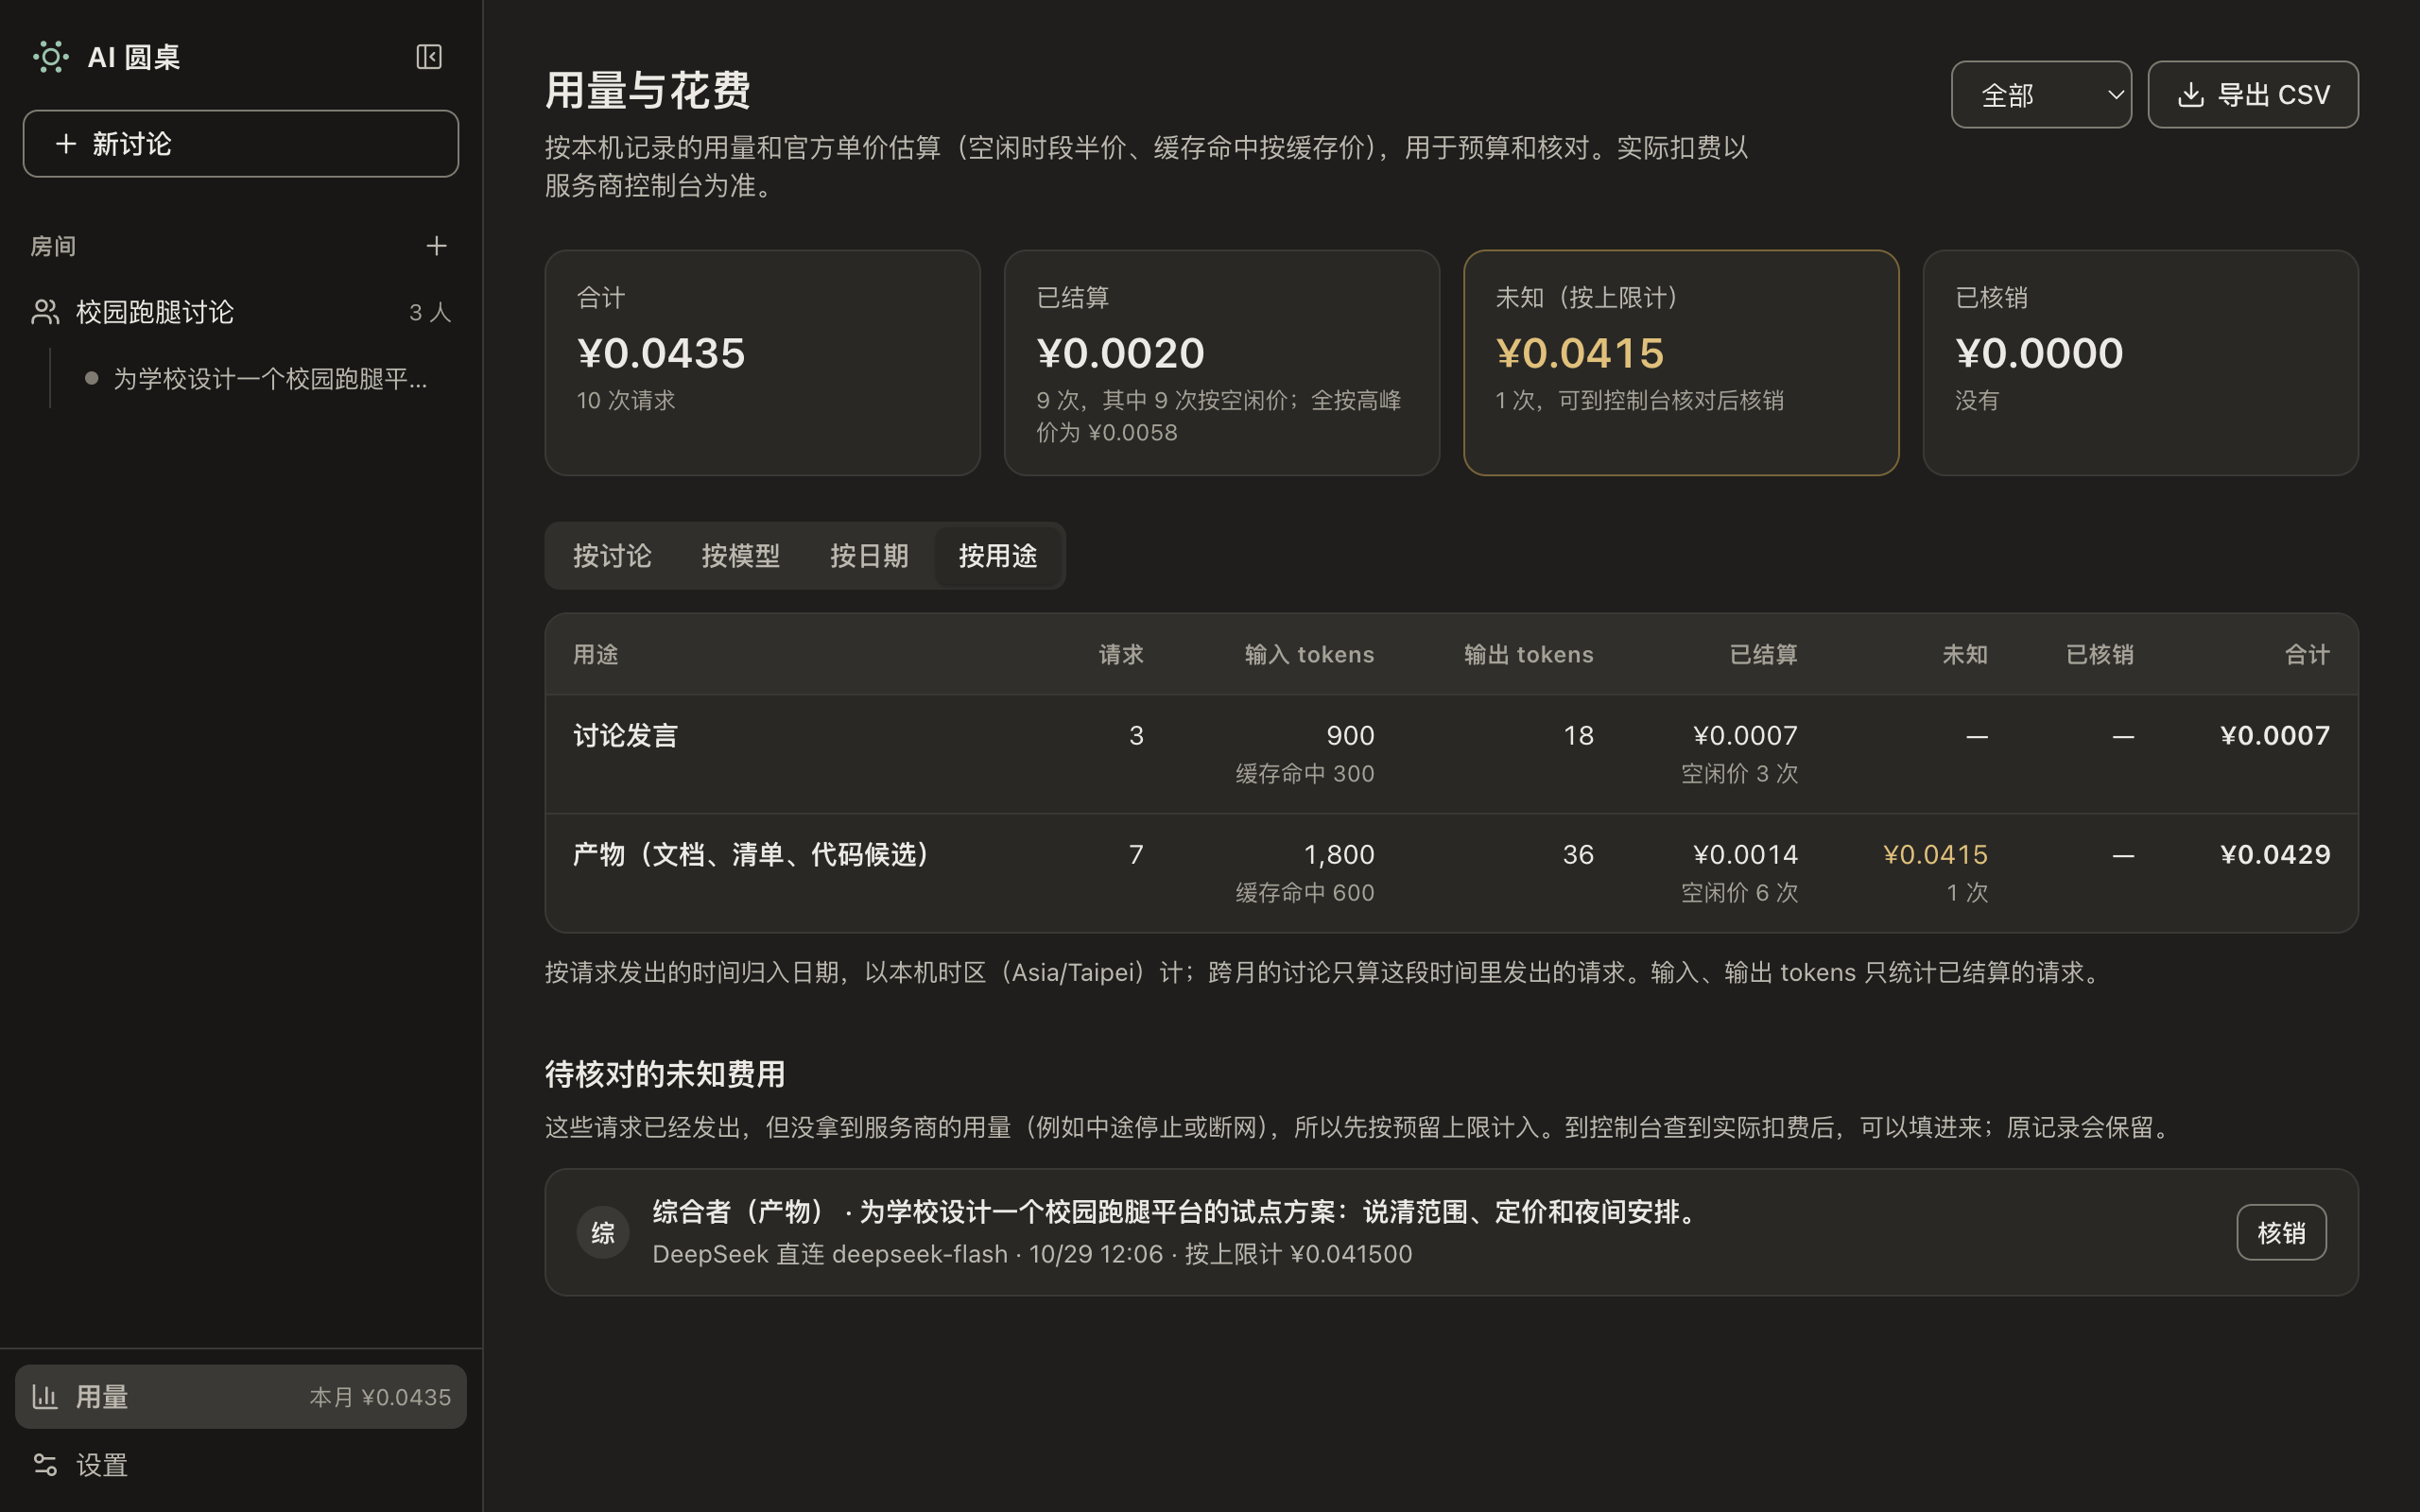 AI 圆桌
新讨论
房间
校园跑腿讨论 3 人
为学校设计一个校园跑腿平...
用量 本月 ¥0.0435
设置
用量与花费
按本机记录的用量和官方单价估算（空闲时段半价、缓存命中按缓存价），用于预算和核对。实际扣费以
服务商控制台为准。
全部
导出 CSV
合计
¥0.0435
10 次请求
已结算
¥0.0020
9 次，其中 9 次按空闲价；全按高峰
价为 ¥0.0058
未知（按上限计）
¥0.0415
1 次，可到控制台核对后核销
已核销
¥0.0000
没有
按讨论 按模型 按日期 按用途
用途 请求 输入 tokens 输出 tokens 已结算 未知 已核销 合计
讨论发言 3 900 18 ¥0.0007 — — ¥0.0007
缓存命中 300 空闲价 3 次
产物（文档、清单、代码候选） 7 1,800 36 ¥0.0014 ¥0.0415 — ¥0.0429
缓存命中 600 空闲价 6 次 1 次
按请求发出的时间归入日期，以本机时区（Asia/Taipei）计；跨月的讨论只算这段时间里发出的请求。输入、输出 tokens 只统计已结算的请求。
待核对的未知费用
这些请求已经发出，但没拿到服务商的用量（例如中途停止或断网），所以先按预留上限计入。到控制台查到实际扣费后，可以填进来；原记录会保留。
综
综合者（产物） · 为学校设计一个校园跑腿平台的试点方案：说清范围、定价和夜间安排。
DeepSeek 直连 deepseek-flash · 10/29 12:06 · 按上限计 ¥0.041500
核销